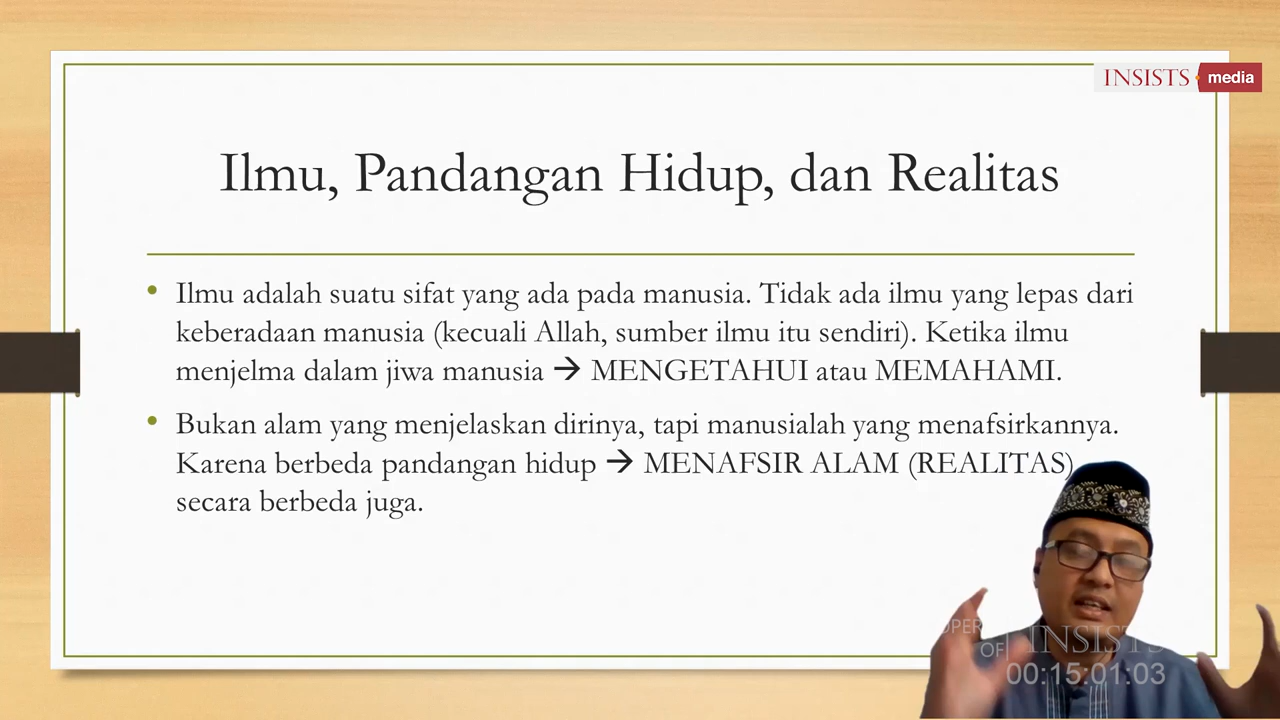 INSISTS media
Ilmu, Pandangan Hidup, dan Realitas
• Ilmu adalah suatu sifat yang ada pada manusia. Tidak ada ilmu yang lepas dari
keberadaan manusia (kecuali Allah, sumber ilmu itu sendiri). Ketika ilmu
menjelma dalam jiwa manusia → MENGETAHUI atau MEMAHAMI.
• Bukan alam yang menjelaskan dirinya, tapi manusialah yang menafsirkannya.
Karena berbeda pandangan hidup → MENAFSIR ALAM (REALITAS)
secara berbeda juga.
OF INSISTS
00:15:01:03